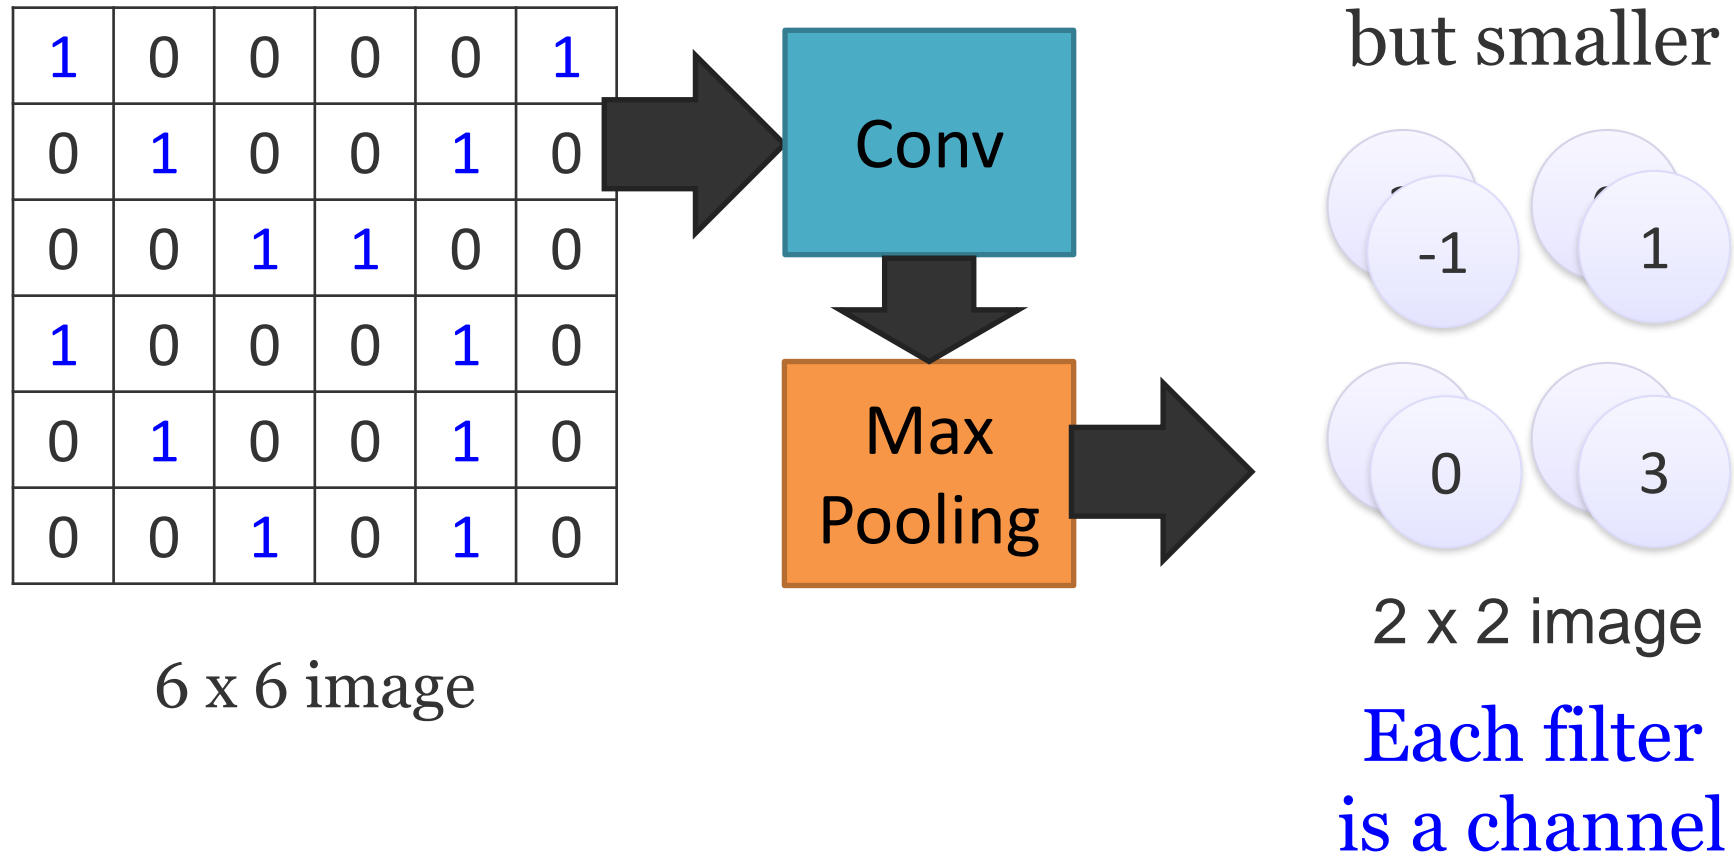 1 0 0 0 0 1
0 1 0 0 1 0
0 0 1 1 0 0
1 0 0 0 1 0
0 1 0 0 1 0
0 0 1 0 1 0
6 x 6 image
Conv
Max
Pooling
but smaller
-1 1
0 3
2 x 2 image
Each filter
is a channel